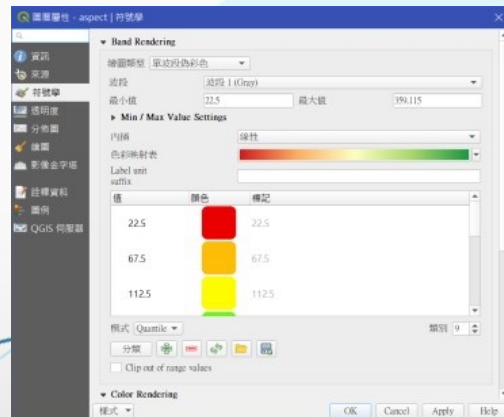 圖層屬性 - aspect | 符號學
資訊
來源
符號學
透明度
分佈圖
繪圖
影像金字塔
詮釋資料
圖例
QGIS 伺服器
Band Rendering
繪圖類型 單波段偽彩色
波段 波段 1 (Gray)
最小值 22.5 最大值 359.115
Min / Max Value Settings
內插 線性
色彩映射表
Label unit
suffix
值 顏色 標記
22.5 22.5
67.5 67.5
112.5 112.5
模式 Quantile 類別 9
分類
Clip out of range values
Color Rendering
樣式 OK Cancel Apply Help